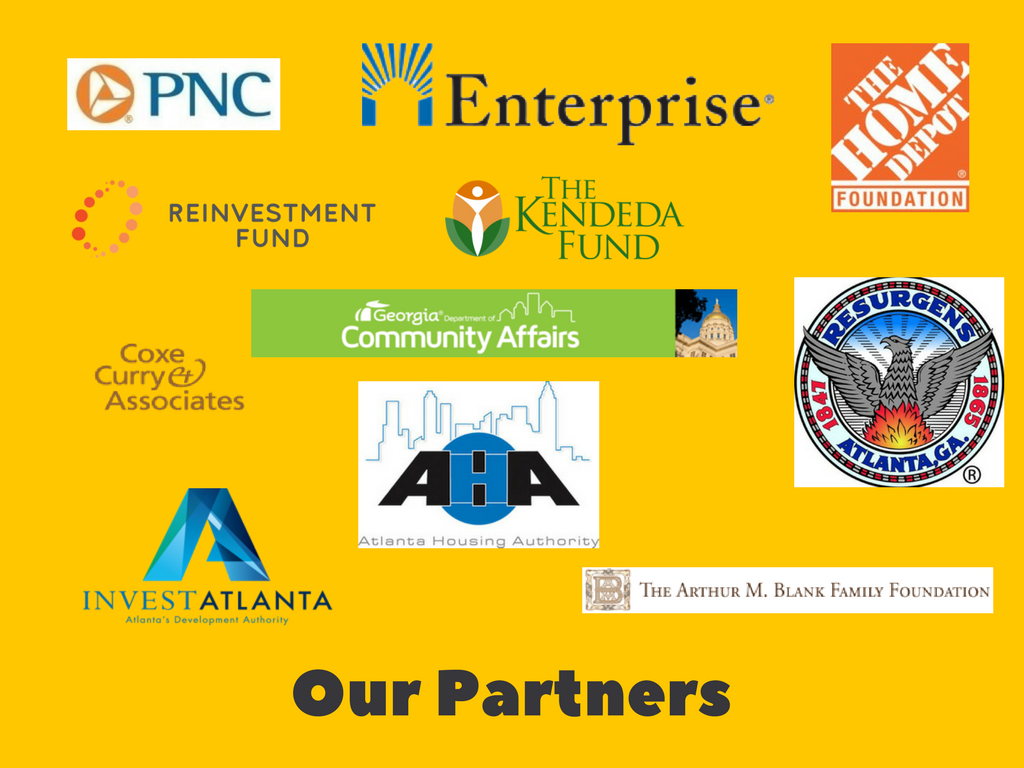 PNC
®
Enterprise®
THE
HOME
DEPOT
®
FOUNDATION
REINVESTMENT
FUND
THE
KENDEDA
FUND
Georgia® Department of
Community Affairs
RESURGENS
1847
1865
ATLANTA, GA.
®
Coxe
Curry &
Associates
AHA
Atlanta Housing Authority
INVEST ATLANTA
Atlanta's Development Authority
B
THE ARTHUR M. BLANK FAMILY FOUNDATION
Our Partners